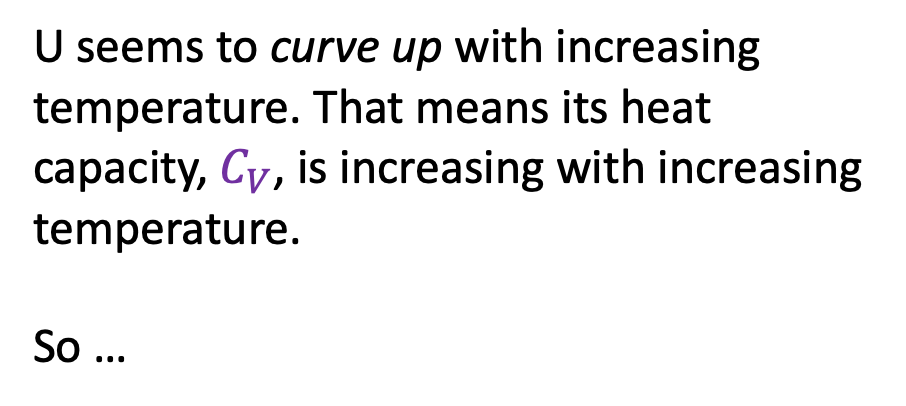 U seems to curve up with increasing
temperature. That means its heat
capacity, C_V, is increasing with increasing
temperature.
So ...